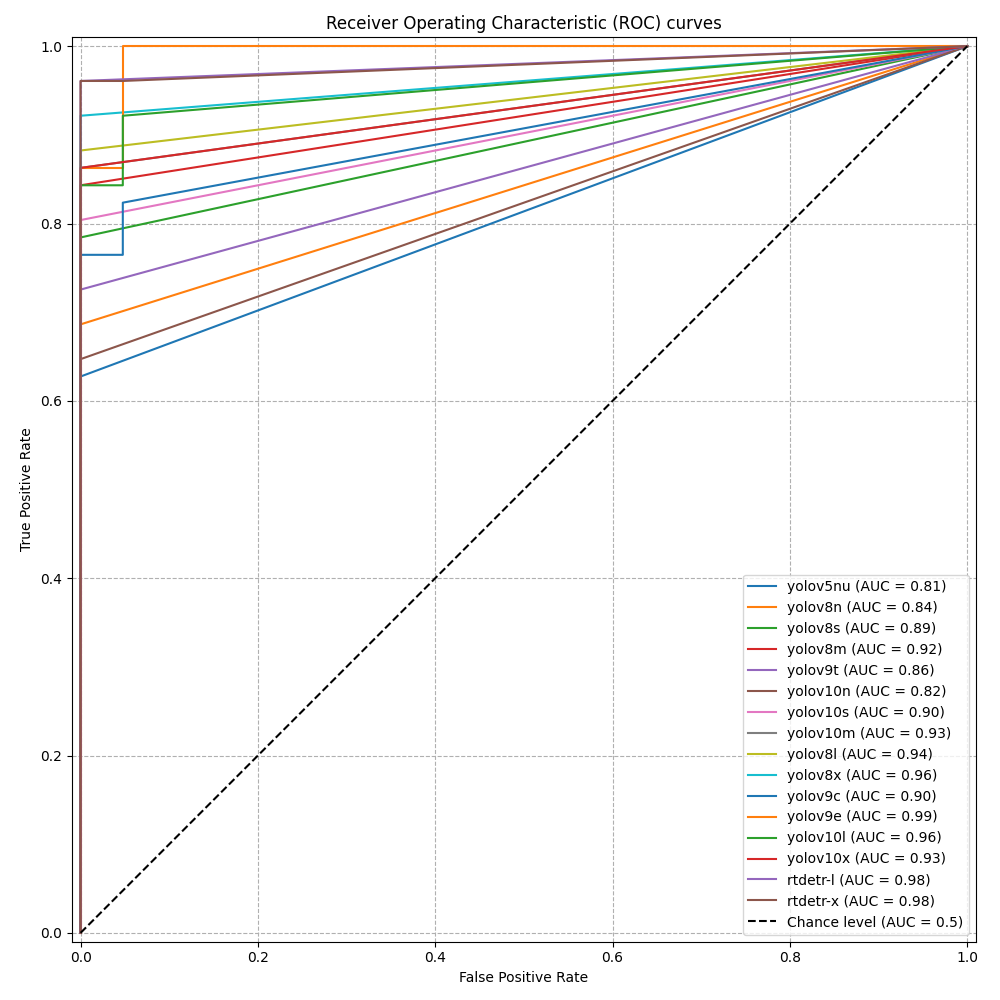 Receiver Operating Characteristic (ROC) curves
1.0
0.8
0.6
0.4
0.2
0.0
True Positive Rate
0.0 0.2 0.4 0.6 0.8 1.0
False Positive Rate
yolov5nu (AUC = 0.81)
yolov8n (AUC = 0.84)
yolov8s (AUC = 0.89)
yolov8m (AUC = 0.92)
yolov9t (AUC = 0.86)
yolov10n (AUC = 0.82)
yolov10s (AUC = 0.90)
yolov10m (AUC = 0.93)
yolov8l (AUC = 0.94)
yolov8x (AUC = 0.96)
yolov9c (AUC = 0.90)
yolov9e (AUC = 0.99)
yolov10l (AUC = 0.96)
yolov10x (AUC = 0.93)
rtdetr-l (AUC = 0.98)
rtdetr-x (AUC = 0.98)
Chance level (AUC = 0.5)